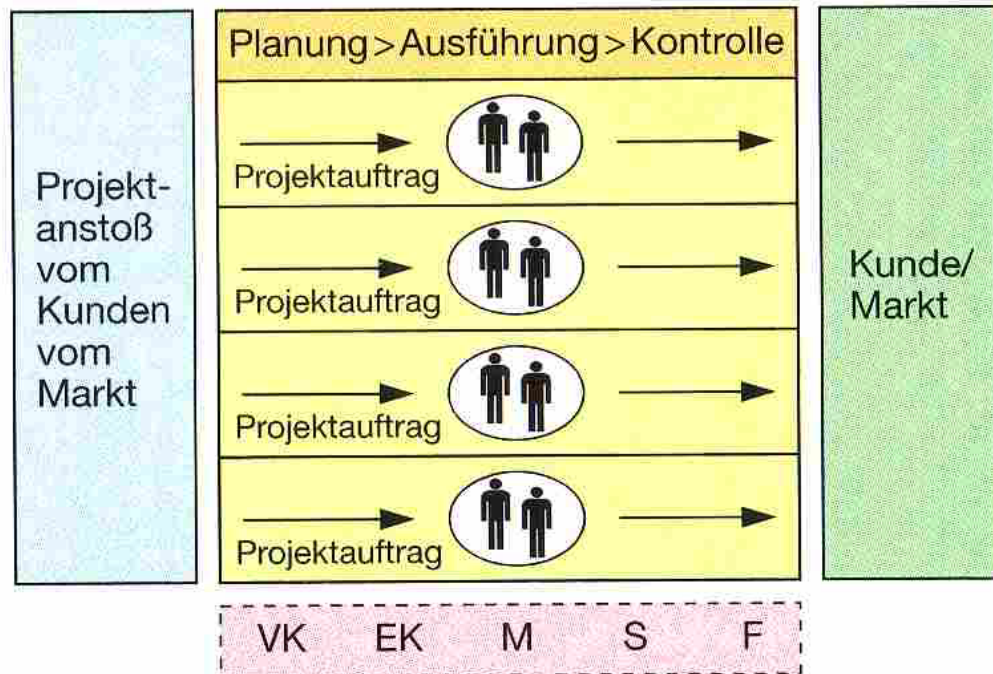 Planung>Ausführung>Kontrolle
Projekt-
anstoß
vom
Kunden
vom
Markt
Projektauftrag
Projektauftrag
Projektauftrag
Projektauftrag
Kunde/
Markt
VK EK M S F